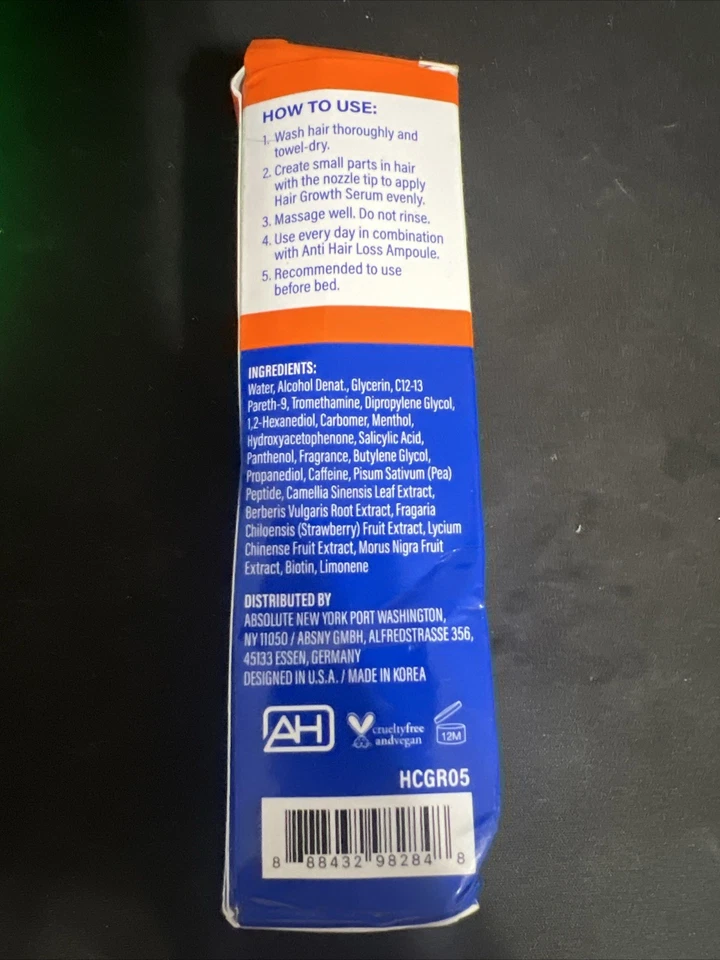 HOW TO USE:
1. Wash hair thoroughly and
towel-dry.
2. Create small parts in hair
with the nozzle tip to apply
Hair Growth Serum evenly.
3. Massage well. Do not rinse.
4. Use every day in combination
with Anti Hair Loss Ampoule.
5. Recommended to use
before bed.
INGREDIENTS:
Water, Alcohol Denat., Glycerin, C12-13
Pareth-9, Tromethamine, Dipropylene Glycol,
1,2-Hexanediol, Carbomer, Menthol,
Hydroxyacetophenone, Salicylic Acid,
Panthenol, Fragrance, Butylene Glycol,
Propanediol, Caffeine, Pisum Sativum (Pea)
Peptide, Camellia Sinensis Leaf Extract,
Berberis Vulgaris Root Extract, Fragaria
Chiloensis (Strawberry) Fruit Extract, Lycium
Chinense Fruit Extract, Morus Nigra Fruit
Extract, Biotin, Limonene
DISTRIBUTED BY
ABSOLUTE NEW YORK PORT WASHINGTON,
NY 11050 / ABSNY GMBH, ALFREDSTRASSE 356,
45133 ESSEN, GERMANY
DESIGNED IN U.S.A. / MADE IN KOREA
AH
crueltyfree
andvegan
12M
HCGR05
8 88432 98284 8